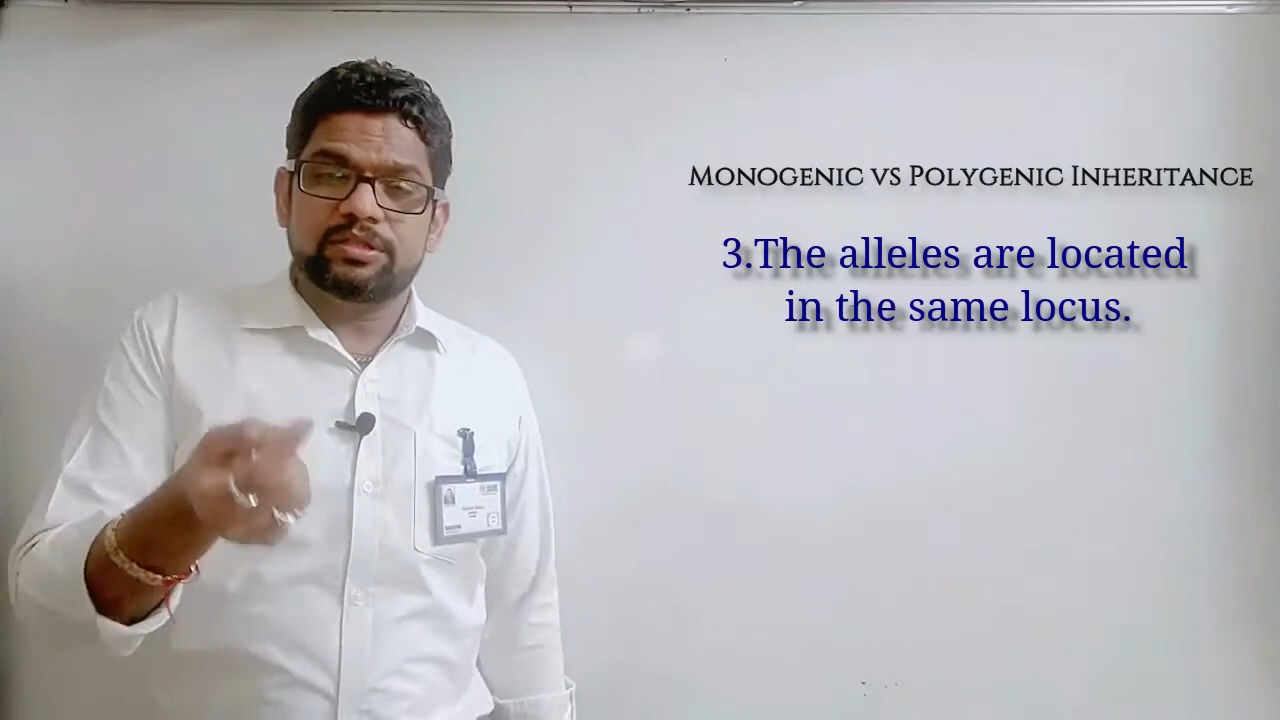 Monogenic vs Polygenic Inheritance
3.The alleles are located
in the same locus.